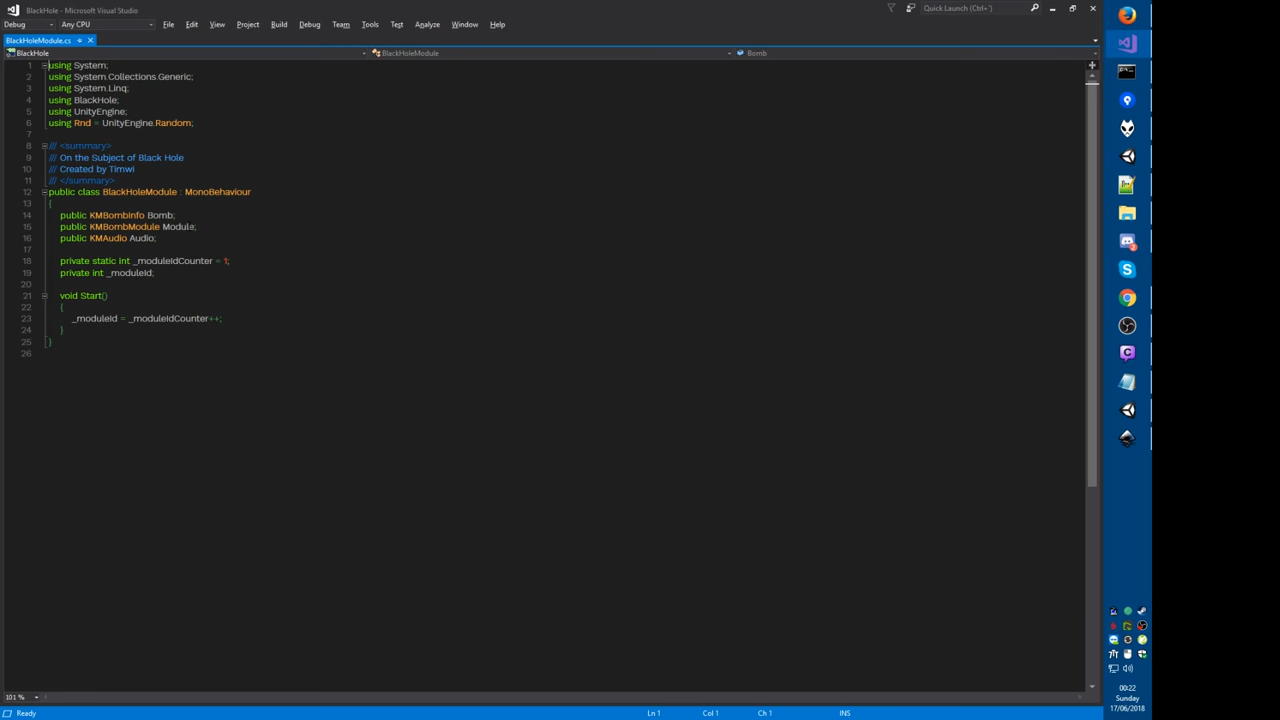 BlackHole - Microsoft Visual Studio
Quick Launch (Ctrl+')
Debug Any CPU File Edit View Project Build Debug Team Tools Test Analyze Window Help
BlackHoleModule.cs
BlackHole BlackHoleModule Bomb
1 using System;
2 using System.Collections.Generic;
3 using System.Linq;
4 using BlackHole;
5 using UnityEngine;
6 using Rnd = UnityEngine.Random;
7
8 /// <summary>
9 /// On the Subject of Black Hole
10 /// Created by Timwi
11 /// </summary>
12 public class BlackHoleModule : MonoBehaviour
13 {
14 public KMBombInfo Bomb;
15 public KMBombModule Module;
16 public KMAudio Audio;
17
18 private static int _moduleIdCounter = 1;
19 private int _moduleId;
20
21 void Start()
22 {
23 _moduleId = _moduleIdCounter++;
24 }
25 }
26
101 %
Ready Ln 1 Col 1 Ch 1 INS
00:22
Sunday
17/06/2018